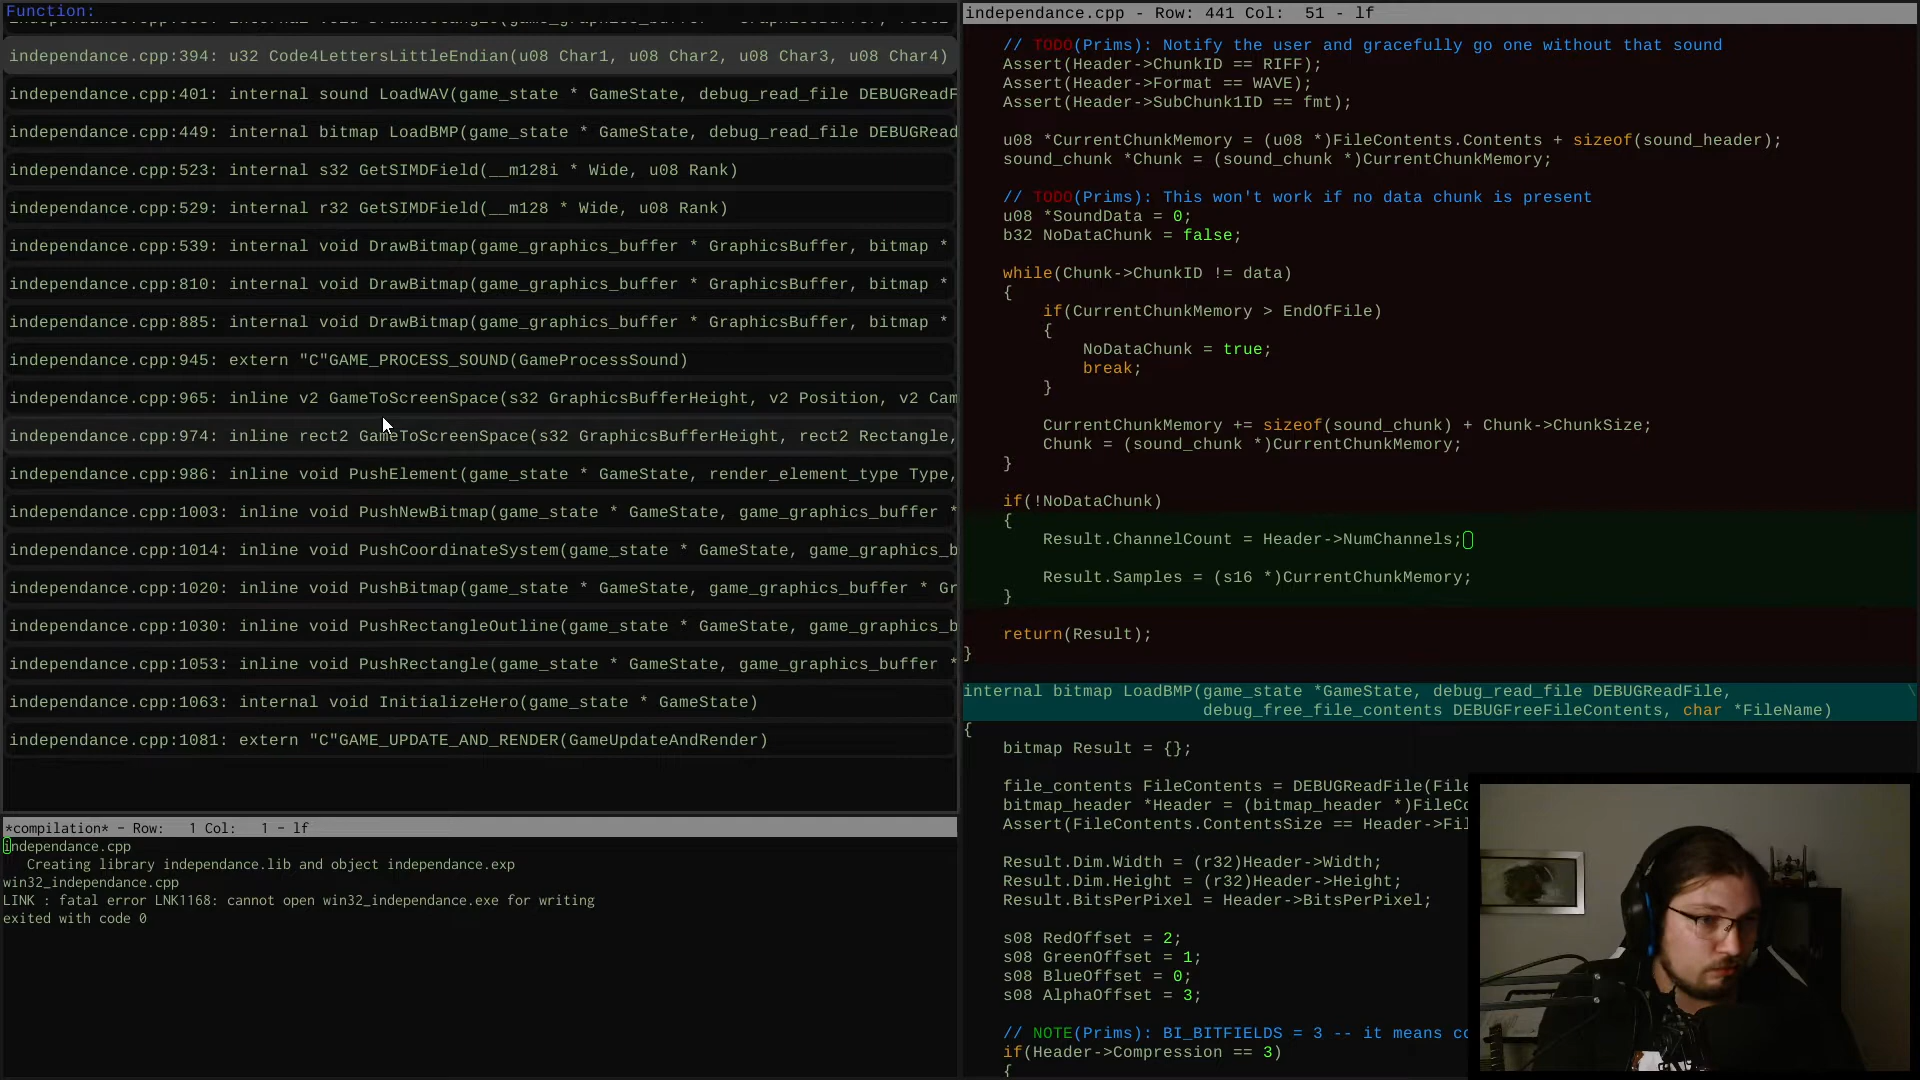 Function:
independance.cpp:394: u32 Code4LettersLittleEndian(u08 Char1, u08 Char2, u08 Char3, u08 Char4)
independance.cpp:401: internal sound LoadWAV(game_state * GameState, debug_read_file DEBUGReadF
independance.cpp:449: internal bitmap LoadBMP(game_state * GameState, debug_read_file DEBUGRead
independance.cpp:523: internal s32 GetSIMDField(__m128i * Wide, u08 Rank)
independance.cpp:529: internal r32 GetSIMDField(__m128 * Wide, u08 Rank)
independance.cpp:539: internal void DrawBitmap(game_graphics_buffer * GraphicsBuffer, bitmap *
independance.cpp:810: internal void DrawBitmap(game_graphics_buffer * GraphicsBuffer, bitmap *
independance.cpp:885: internal void DrawBitmap(game_graphics_buffer * GraphicsBuffer, bitmap *
independance.cpp:945: extern "C"GAME_PROCESS_SOUND(GameProcessSound)
independance.cpp:965: inline v2 GameToScreenSpace(s32 GraphicsBufferHeight, v2 Position, v2 Cam
independance.cpp:974: inline rect2 GameToScreenSpace(s32 GraphicsBufferHeight, rect2 Rectangle,
independance.cpp:986: inline void PushElement(game_state * GameState, render_element_type Type,
independance.cpp:1003: inline void PushNewBitmap(game_state * GameState, game_graphics_buffer *
independance.cpp:1014: inline void PushCoordinateSystem(game_state * GameState, game_graphics_b
independance.cpp:1020: inline void PushBitmap(game_state * GameState, game_graphics_buffer * Gr
independance.cpp:1030: inline void PushRectangleOutline(game_state * GameState, game_graphics_b
independance.cpp:1053: inline void PushRectangle(game_state * GameState, game_graphics_buffer *
independance.cpp:1063: internal void InitializeHero(game_state * GameState)
independance.cpp:1081: extern "C"GAME_UPDATE_AND_RENDER(GameUpdateAndRender)
*compilation* - Row:   1 Col:   1 - lf
independance.cpp
   Creating library independance.lib and object independance.exp
win32_independance.cpp
LINK : fatal error LNK1168: cannot open win32_independance.exe for writing
exited with code 0
independance.cpp - Row: 441 Col:  51 - lf
// TODO(Prims): Notify the user and gracefully go one without that sound
Assert(Header->ChunkID == RIFF);
Assert(Header->Format == WAVE);
Assert(Header->SubChunk1ID == fmt);
u08 *CurrentChunkMemory = (u08 *)FileContents.Contents + sizeof(sound_header);
sound_chunk *Chunk = (sound_chunk *)CurrentChunkMemory;
// TODO(Prims): This won't work if no data chunk is present
u08 *SoundData = 0;
b32 NoDataChunk = false;
while(Chunk->ChunkID != data)
{
if(CurrentChunkMemory > EndOfFile)
{
NoDataChunk = true;
break;
}
CurrentChunkMemory += sizeof(sound_chunk) + Chunk->ChunkSize;
Chunk = (sound_chunk *)CurrentChunkMemory;
}
if(!NoDataChunk)
{
Result.ChannelCount = Header->NumChannels;
Result.Samples = (s16 *)CurrentChunkMemory;
}
return(Result);
}
internal bitmap LoadBMP(game_state *GameState, debug_read_file DEBUGReadFile, \
debug_free_file_contents DEBUGFreeFileContents, char *FileName)
{
bitmap Result = {};
file_contents FileContents = DEBUGReadFile(File
bitmap_header *Header = (bitmap_header *)FileCo
Assert(FileContents.ContentsSize == Header->Fil
Result.Dim.Width = (r32)Header->Width;
Result.Dim.Height = (r32)Header->Height;
Result.BitsPerPixel = Header->BitsPerPixel;
s08 RedOffset = 2;
s08 GreenOffset = 1;
s08 BlueOffset = 0;
s08 AlphaOffset = 3;
// NOTE(Prims): BI_BITFIELDS = 3 -- it means co
if(Header->Compression == 3)
{